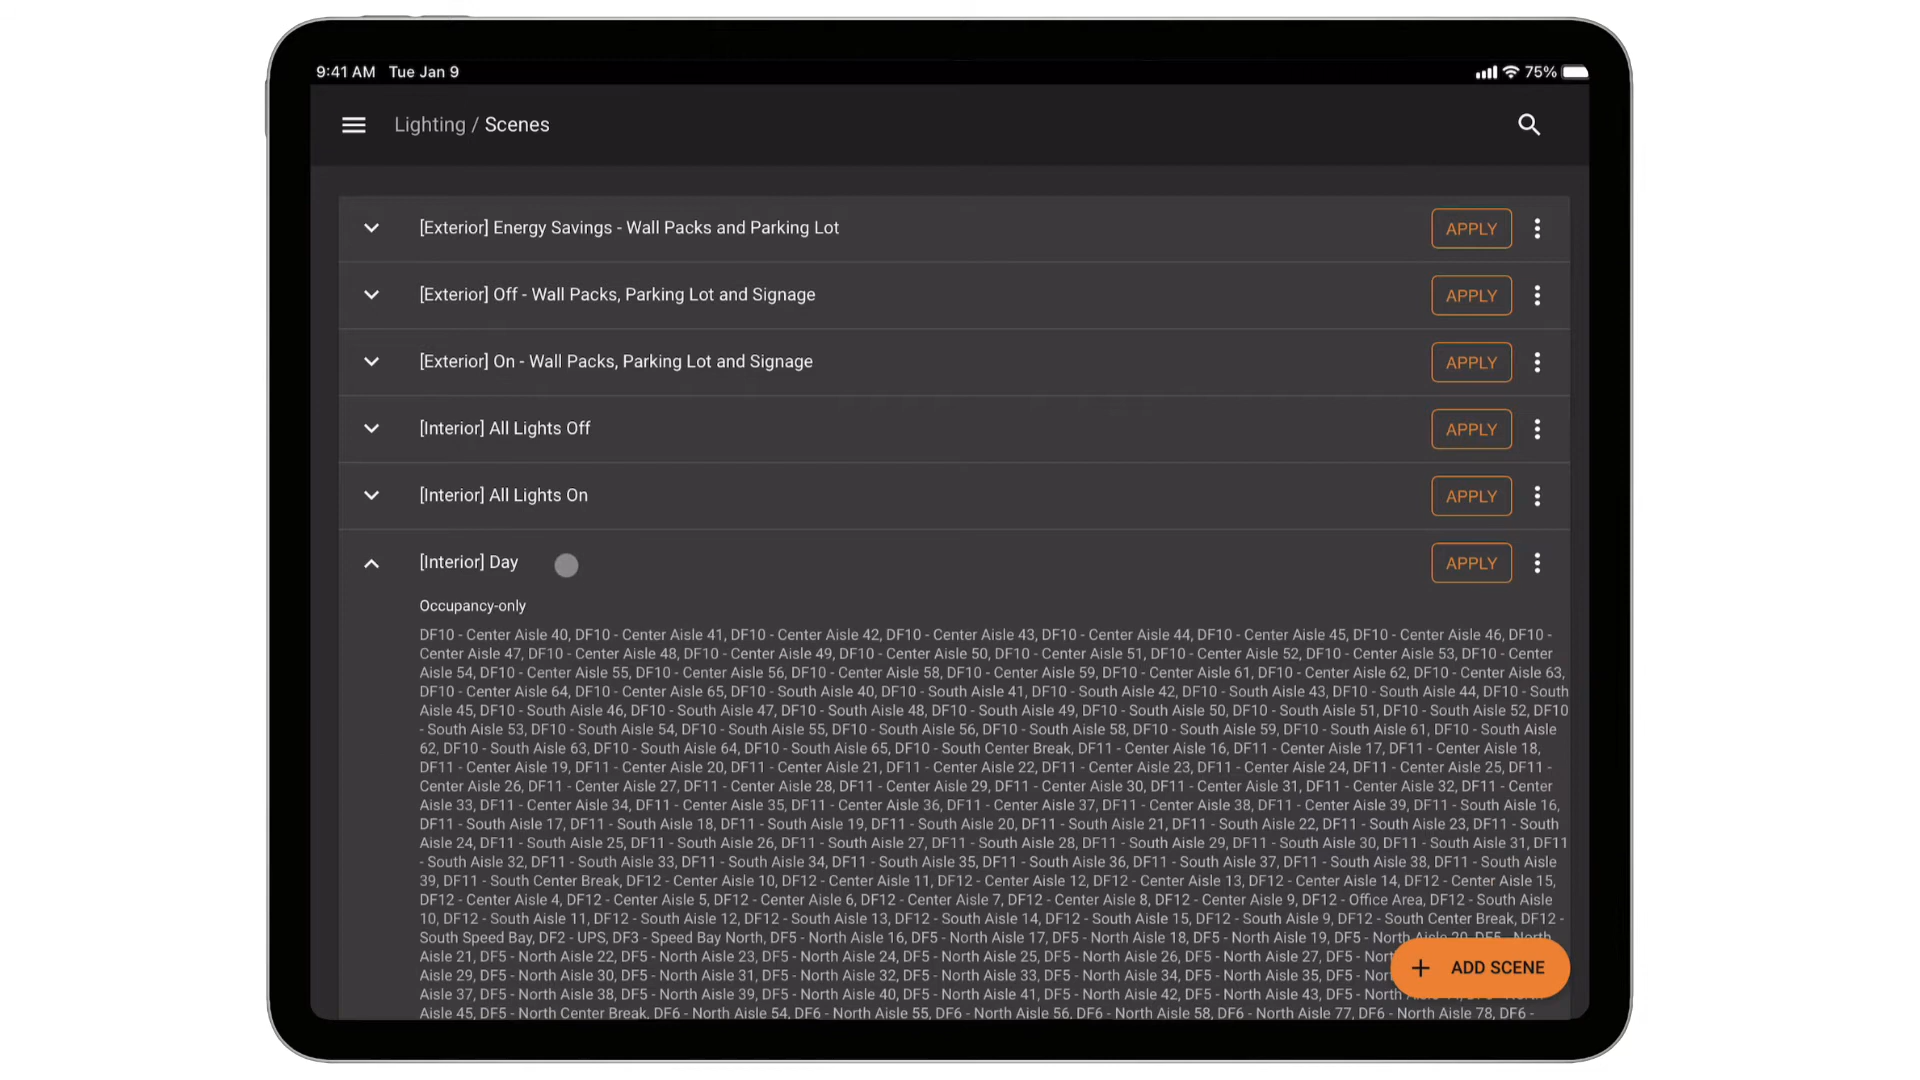 9:41 AM Tue Jan 9
75%
Lighting / Scenes
[Exterior] Energy Savings - Wall Packs and Parking Lot
APPLY
[Exterior] Off - Wall Packs, Parking Lot and Signage
APPLY
[Exterior] On - Wall Packs, Parking Lot and Signage
APPLY
[Interior] All Lights Off
APPLY
[Interior] All Lights On
APPLY
[Interior] Day
APPLY
Occupancy-only
DF10 - Center Aisle 40, DF10 - Center Aisle 41, DF10 - Center Aisle 42, DF10 - Center Aisle 43, DF10 - Center Aisle 44, DF10 - Center Aisle 45, DF10 - Center Aisle 46, DF10 -
Center Aisle 47, DF10 - Center Aisle 48, DF10 - Center Aisle 49, DF10 - Center Aisle 50, DF10 - Center Aisle 51, DF10 - Center Aisle 52, DF10 - Center Aisle 53, DF10 - Center
Aisle 54, DF10 - Center Aisle 55, DF10 - Center Aisle 56, DF10 - Center Aisle 58, DF10 - Center Aisle 59, DF10 - Center Aisle 61, DF10 - Center Aisle 62, DF10 - Center Aisle 63,
DF10 - Center Aisle 64, DF10 - Center Aisle 65, DF10 - South Aisle 40, DF10 - South Aisle 41, DF10 - South Aisle 42, DF10 - South Aisle 43, DF10 - South Aisle 44, DF10 - South
Aisle 45, DF10 - South Aisle 46, DF10 - South Aisle 47, DF10 - South Aisle 48, DF10 - South Aisle 49, DF10 - South Aisle 50, DF10 - South Aisle 51, DF10 - South Aisle 52, DF10
- South Aisle 53, DF10 - South Aisle 54, DF10 - South Aisle 55, DF10 - South Aisle 56, DF10 - South Aisle 58, DF10 - South Aisle 59, DF10 - South Aisle 61, DF10 - South Aisle
62, DF10 - South Aisle 63, DF10 - South Aisle 64, DF10 - South Aisle 65, DF10 - South Center Break, DF11 - Center Aisle 16, DF11 - Center Aisle 17, DF11 - Center Aisle 18,
DF11 - Center Aisle 19, DF11 - Center Aisle 20, DF11 - Center Aisle 21, DF11 - Center Aisle 22, DF11 - Center Aisle 23, DF11 - Center Aisle 24, DF11 - Center Aisle 25, DF11 -
Center Aisle 26, DF11 - Center Aisle 27, DF11 - Center Aisle 28, DF11 - Center Aisle 29, DF11 - Center Aisle 30, DF11 - Center Aisle 31, DF11 - Center Aisle 32, DF11 - Center
Aisle 33, DF11 - Center Aisle 34, DF11 - Center Aisle 35, DF11 - Center Aisle 36, DF11 - Center Aisle 37, DF11 - Center Aisle 38, DF11 - Center Aisle 39, DF11 - South Aisle 16,
DF11 - South Aisle 17, DF11 - South Aisle 18, DF11 - South Aisle 19, DF11 - South Aisle 20, DF11 - South Aisle 21, DF11 - South Aisle 22, DF11 - South Aisle 23, DF11 - South
Aisle 24, DF11 - South Aisle 25, DF11 - South Aisle 26, DF11 - South Aisle 27, DF11 - South Aisle 28, DF11 - South Aisle 29, DF11 - South Aisle 30, DF11 - South Aisle 31, DF11
- South Aisle 32, DF11 - South Aisle 33, DF11 - South Aisle 34, DF11 - South Aisle 35, DF11 - South Aisle 36, DF11 - South Aisle 37, DF11 - South Aisle 38, DF11 - South Aisle
39, DF11 - South Center Break, DF12 - Center Aisle 10, DF12 - Center Aisle 11, DF12 - Center Aisle 12, DF12 - Center Aisle 13, DF12 - Center Aisle 14, DF12 - Center Aisle 15,
DF12 - Center Aisle 4, DF12 - Center Aisle 5, DF12 - Center Aisle 6, DF12 - Center Aisle 7, DF12 - Center Aisle 8, DF12 - Center Aisle 9, DF12 - Office Area, DF12 - South Aisle
10, DF12 - South Aisle 11, DF12 - South Aisle 12, DF12 - South Aisle 13, DF12 - South Aisle 14, DF12 - South Aisle 15, DF12 - South Aisle 9, DF12 - South Center Break, DF12 -
South Speed Bay, DF2 - UPS, DF3 - Speed Bay North, DF5 - North Aisle 16, DF5 - North Aisle 17, DF5 - North Aisle 18, DF5 - North Aisle 19, DF5 - North Aisle 20, DF5 - North
Aisle 21, DF5 - North Aisle 22, DF5 - North Aisle 23, DF5 - North Aisle 24, DF5 - North Aisle 25, DF5 - North Aisle 26, DF5 - North Aisle 27, DF5 -
Aisle 29, DF5 - North Aisle 30, DF5 - North Aisle 31, DF5 - North Aisle 32, DF5 - North Aisle 33, DF5 - North Aisle 34, DF5 - North Aisle 35, DF5 -
Aisle 37, DF5 - North Aisle 38, DF5 - North Aisle 39, DF5 - North Aisle 40, DF5 - North Aisle 41, DF5 - North Aisle 42, DF5 - North Aisle 43, DF5 -
Aisle 45, DF5 - North Center Break, DF6 - North Aisle 54, DF6 - North Aisle 55, DF6 - North Aisle 56, DF6 - North Aisle 58, DF6 - North Aisle 77, DF6 - North Aisle 78, DF6 -
+ ADD SCENE